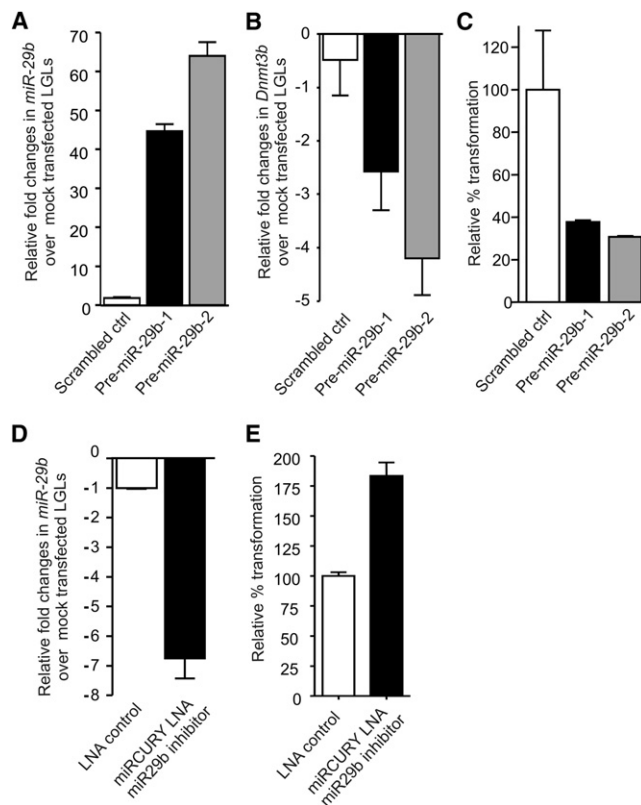 A
Relative fold changes in miR-29b
over mock transfected LGLs
70
60
50
40
30
20
10
0
Scrambled ctrl
Pre-miR-29b-1
Pre-miR-29b-2
B
Relative fold changes in Dnmt3b
over mock transfected LGLs
0
-1
-2
-3
-4
-5
Scrambled ctrl
Pre-miR-29b-1
Pre-miR-29b-2
C
Relative % transformation
120
100
80
60
40
20
0
Scrambled ctrl
Pre-miR-29b-1
Pre-miR-29b-2
D
Relative fold changes in miR-29b
over mock transfected LGLs
0
-1
-2
-3
-4
-5
-6
-7
-8
LNA control
miRCURY LNA
miR29b inhibitor
E
Relative % transformation
200
175
150
125
100
75
50
25
0
LNA control
miRCURY LNA
miR29b inhibitor